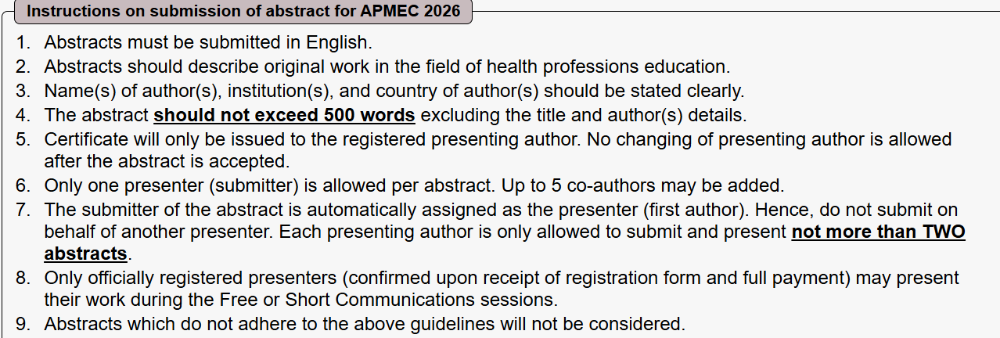 Instructions on submission of abstract for APMEC 2026
1. Abstracts must be submitted in English.
2. Abstracts should describe original work in the field of health professions education.
3. Name(s) of author(s), institution(s), and country of author(s) should be stated clearly.
4. The abstract should not exceed 500 words excluding the title and author(s) details.
5. Certificate will only be issued to the registered presenting author. No changing of presenting author is allowed
after the abstract is accepted.
6. Only one presenter (submitter) is allowed per abstract. Up to 5 co-authors may be added.
7. The submitter of the abstract is automatically assigned as the presenter (first author). Hence, do not submit on
behalf of another presenter. Each presenting author is only allowed to submit and present not more than TWO
abstracts.
8. Only officially registered presenters (confirmed upon receipt of registration form and full payment) may present
their work during the Free or Short Communications sessions.
9. Abstracts which do not adhere to the above guidelines will not be considered.